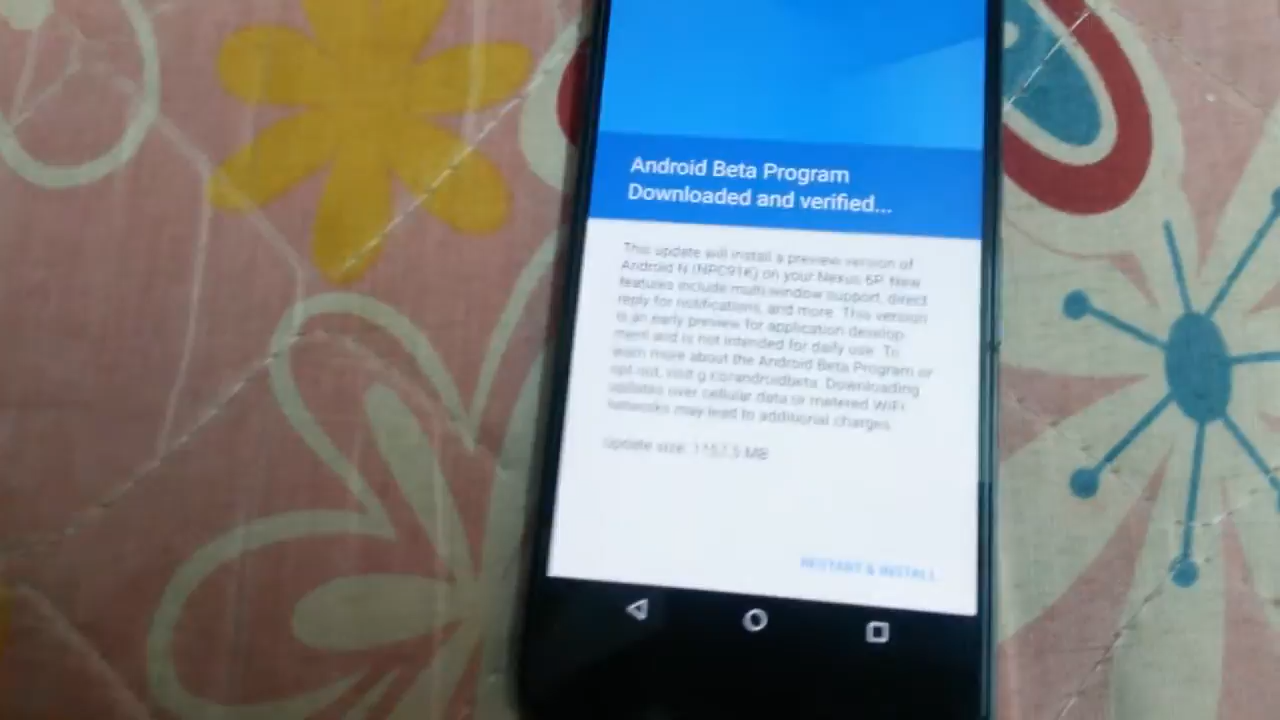 Android Beta Program
Downloaded and verified...
This update will install a preview version of
Android N (NPC91K) on your Nexus 6P. New
features include multi-window support, direct
reply for notifications, and more. This version
is an early preview for application develop-
ment and is not intended for daily use. To
learn more about the Android Beta Program or
opt-out, visit g.co/androidbeta. Downloading
updates over cellular data or metered WiFi
networks may lead to additional charges.
Update size: MB
RESTART & INSTALL